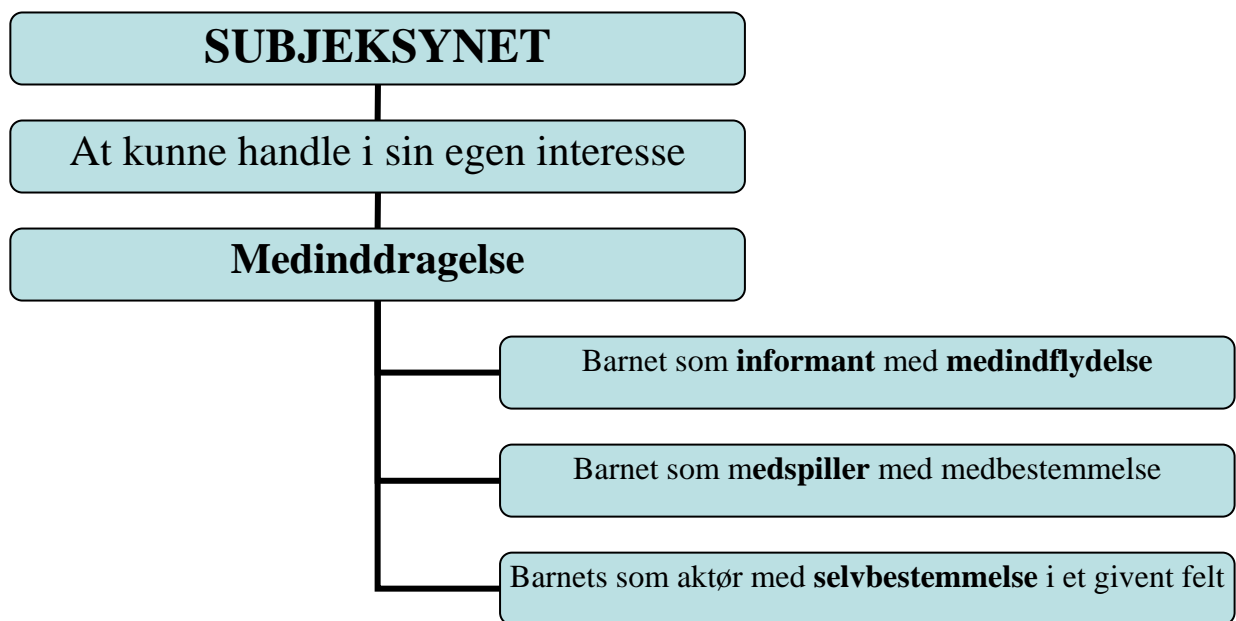 SUBJEKSYNET
At kunne handle i sin egen interesse
Medinddragelse
Barnet som informant med medindflydelse
Barnet som medspiller med medbestemmelse
Barnets som aktør med selvbestemmelse i et givent felt